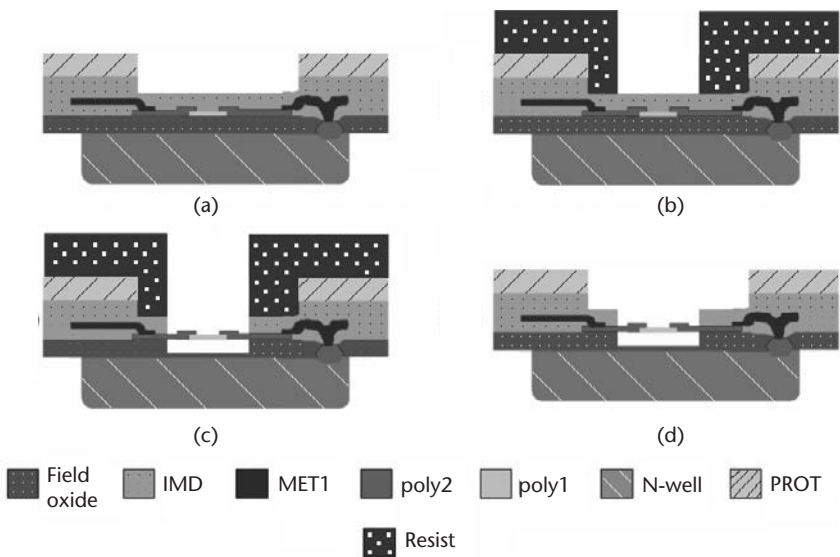 (a)
(b)
(c)
(d)
Field
oxide
IMD
MET1
poly2
poly1
N-well
PROT
Resist